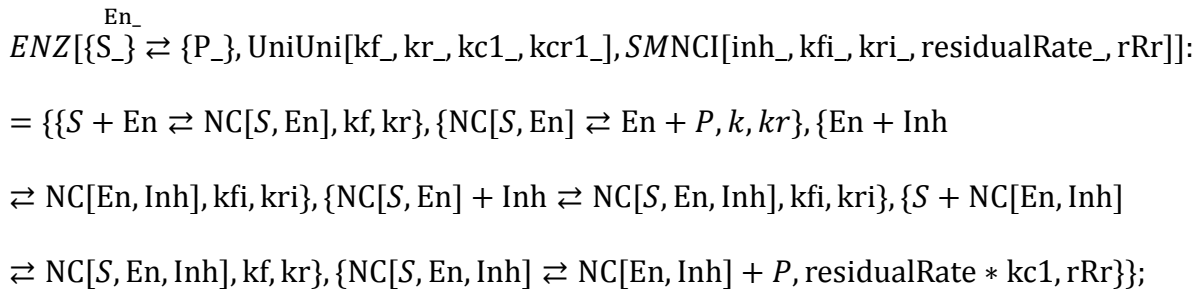 En_
ENZ[{S_} ⇄ {P_}, UniUni[kf_, kr_, kc1_, kcr1_], SMNCI[inh_, kfi_, kri_, residualRate_, rRr]]:
= {{S + En ⇄ NC[S, En], kf, kr}, {NC[S, En] ⇄ En + P, k, kr}, {En + Inh
⇄ NC[En, Inh], kfi, kri}, {NC[S, En] + Inh ⇄ NC[S, En, Inh], kfi, kri}, {S + NC[En, Inh]
⇄ NC[S, En, Inh], kf, kr}, {NC[S, En, Inh] ⇄ NC[En, Inh] + P, residualRate * kc1, rRr}};